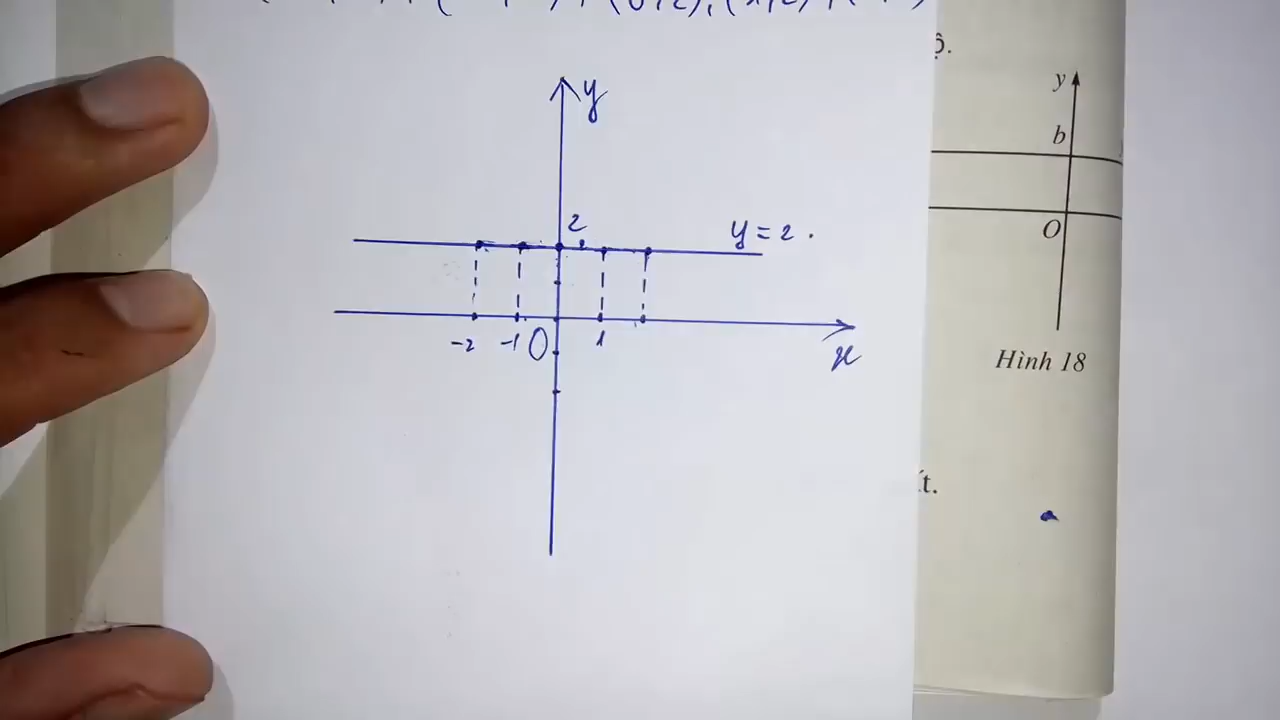 y
2
y = 2 .
-2 -1 O 1
x
ộ.
y
b
O
Hình 18